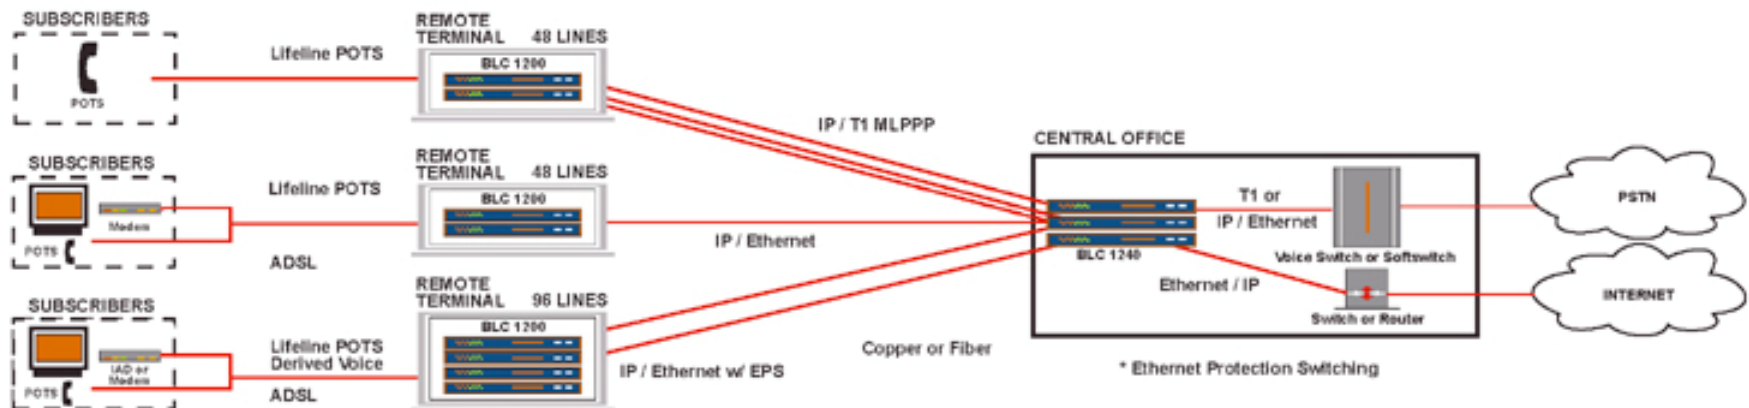 SUBSCRIBERS
POTS
Lifeline POTS
REMOTE
TERMINAL 48 LINES
BLC 1200
IP / T1 MLPPP
SUBSCRIBERS
Modem
POTS
Lifeline POTS
ADSL
REMOTE
TERMINAL 48 LINES
BLC 1200
IP / Ethernet
SUBSCRIBERS
IAD or
Modem
POTS
Lifeline POTS
Derived Voice
ADSL
REMOTE
TERMINAL 96 LINES
BLC 1200
IP / Ethernet w/ EPS
Copper or Fiber
CENTRAL OFFICE
BLC 1240
T1 or
IP / Ethernet
Voice Switch or Softswitch
Ethernet / IP
Switch or Router
PSTN
INTERNET
* Ethernet Protection Switching